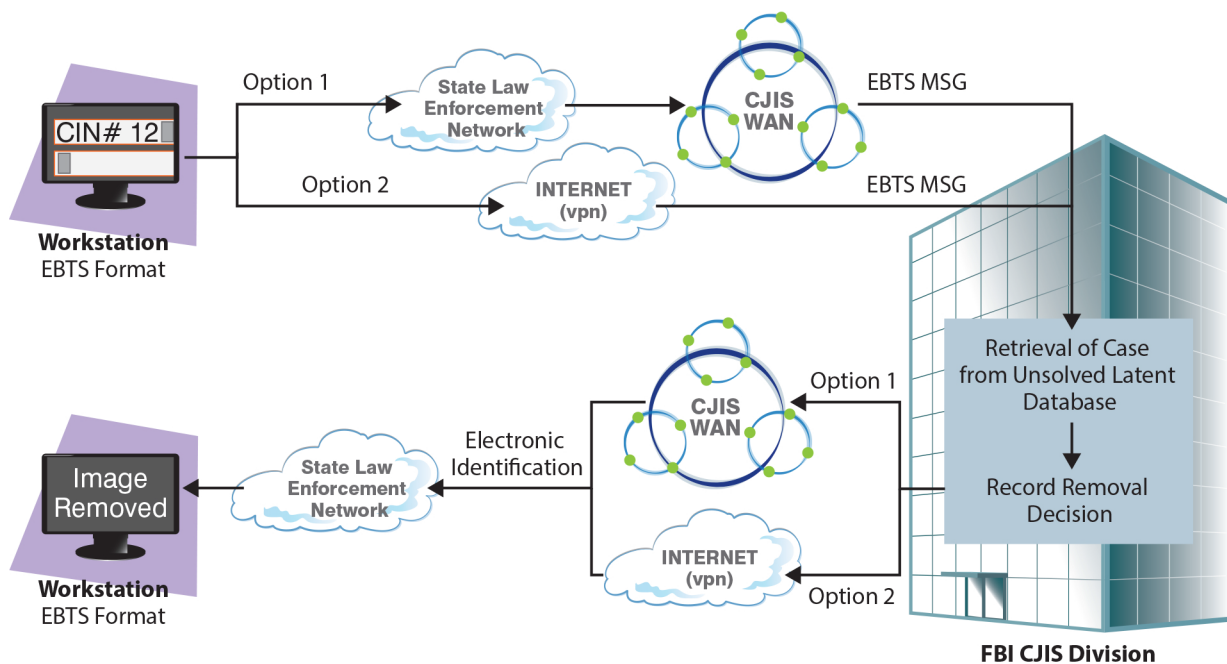 Option 1
State Law
Enforcement
Network
CJIS
WAN
EBTS MSG
CIN# 12
Option 2
INTERNET
(vpn)
EBTS MSG
Workstation
EBTS Format
Retrieval of Case
from Unsolved Latent
Database
Record Removal
Decision
Option 1
CJIS
WAN
Electronic
Identification
State Law
Enforcement
Network
Image
Removed
INTERNET
(vpn)
Option 2
Workstation
EBTS Format
FBI CJIS Division